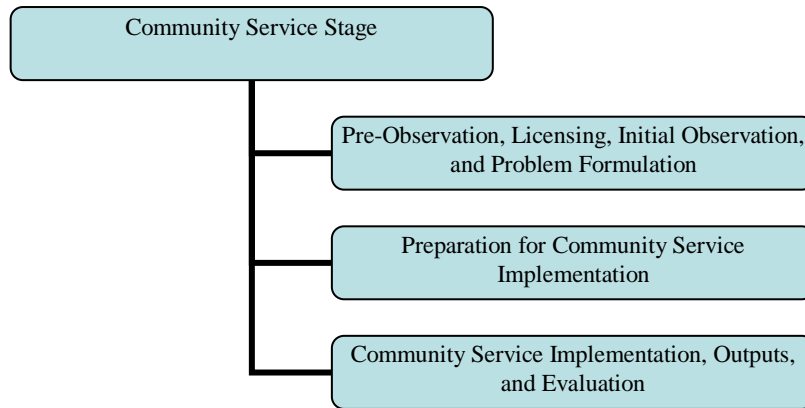 Community Service Stage
Pre-Observation, Licensing, Initial Observation,
and Problem Formulation
Preparation for Community Service
Implementation
Community Service Implementation, Outputs,
and Evaluation